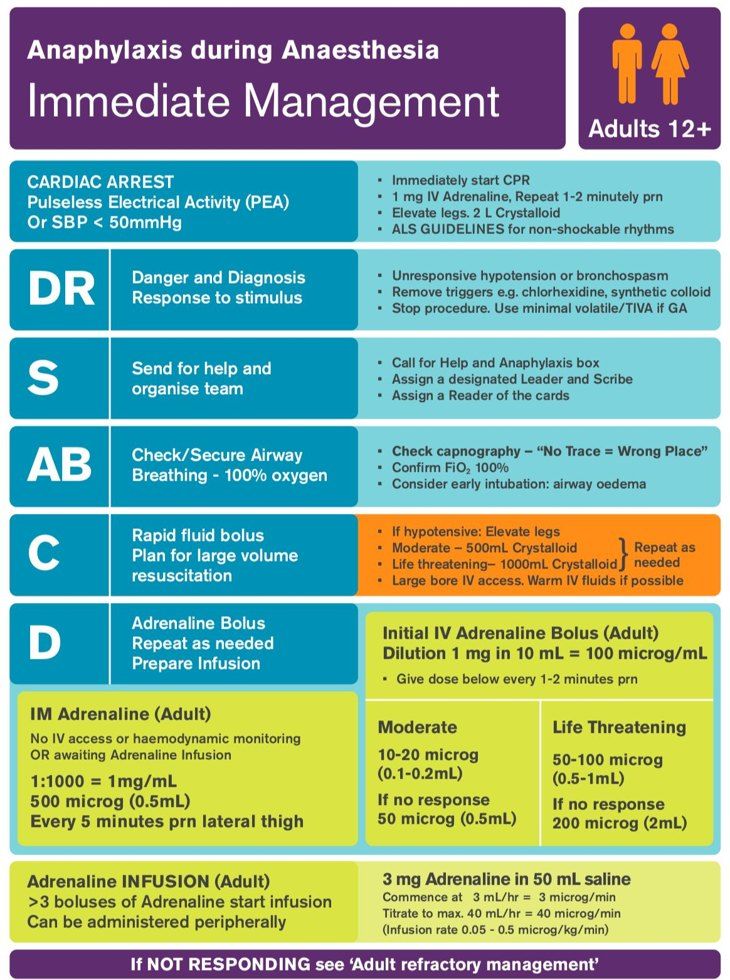 Anaphylaxis during Anaesthesia
Immediate Management
Adults 12+
CARDIAC ARREST
Pulseless Electrical Activity (PEA)
Or SBP < 50mmHg
▪ Immediately start CPR
▪ 1 mg IV Adrenaline, Repeat 1-2 minutely prn
▪ Elevate legs. 2 L Crystalloid
▪ ALS GUIDELINES for non-shockable rhythms
DR
Danger and Diagnosis
Response to stimulus
▪ Unresponsive hypotension or bronchospasm
▪ Remove triggers e.g. chlorhexidine, synthetic colloid
▪ Stop procedure. Use minimal volatile/TIVA if GA
S
Send for help and
organise team
▪ Call for Help and Anaphylaxis box
▪ Assign a designated Leader and Scribe
▪ Assign a Reader of the cards
AB
Check/Secure Airway
Breathing - 100% oxygen
▪ Check capnography – “No Trace = Wrong Place”
▪ Confirm FiO₂ 100%
▪ Consider early intubation: airway oedema
C
Rapid fluid bolus
Plan for large volume
resuscitation
▪ If hypotensive: Elevate legs
▪ Moderate – 500mL Crystalloid
▪ Life threatening– 1000mL Crystalloid
} Repeat as
needed
▪ Large bore IV access. Warm IV fluids if possible
D
Adrenaline Bolus
Repeat as needed
Prepare Infusion
Initial IV Adrenaline Bolus (Adult)
Dilution 1 mg in 10 mL = 100 microg/mL
▪ Give dose below every 1-2 minutes prn
IM Adrenaline (Adult)
No IV access or haemodynamic monitoring
OR awaiting Adrenaline Infusion
1:1000 = 1mg/mL
500 microg (0.5mL)
Every 5 minutes prn lateral thigh
Moderate
10-20 microg
(0.1-0.2mL)
If no response
50 microg (0.5mL)
Life Threatening
50-100 microg
(0.5-1mL)
If no response
200 microg (2mL)
Adrenaline INFUSION (Adult)
>3 boluses of Adrenaline start infusion
Can be administered peripherally
3 mg Adrenaline in 50 mL saline
Commence at 3 mL/hr = 3 microg/min
Titrate to max. 40 mL/hr = 40 microg/min
(Infusion rate 0.05 - 0.5 microg/kg/min)
If NOT RESPONDING see ‘Adult refractory management’